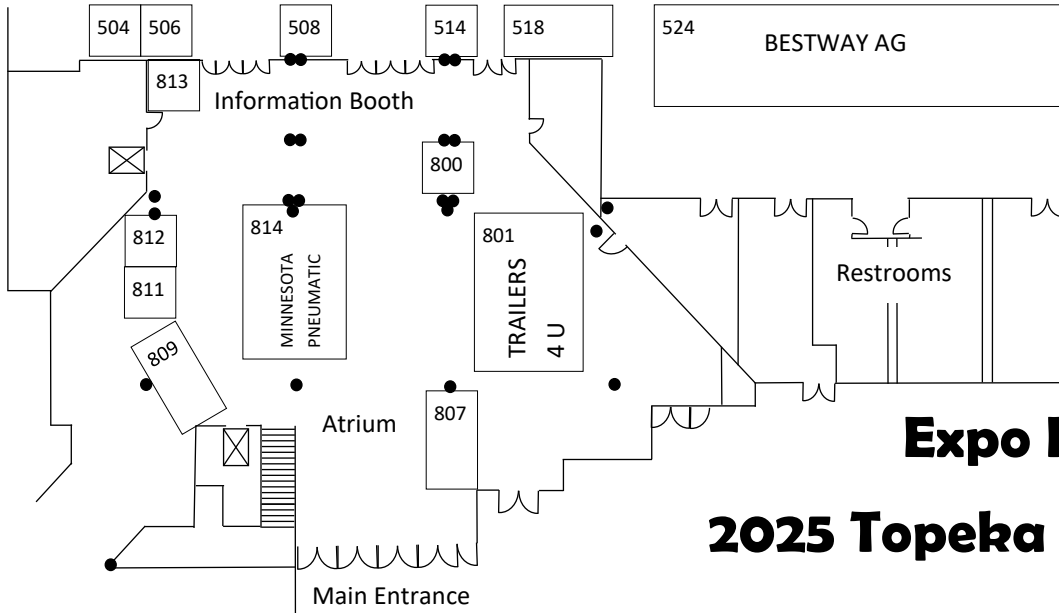 504 506 508 514 518 524
BESTWAY AG
813
Information Booth
800
812
814
801
811
MINNESOTA
PNEUMATIC
TRAILERS
4 U
Restrooms
809
807
Atrium
Expo
2025 Topeka
Main Entrance